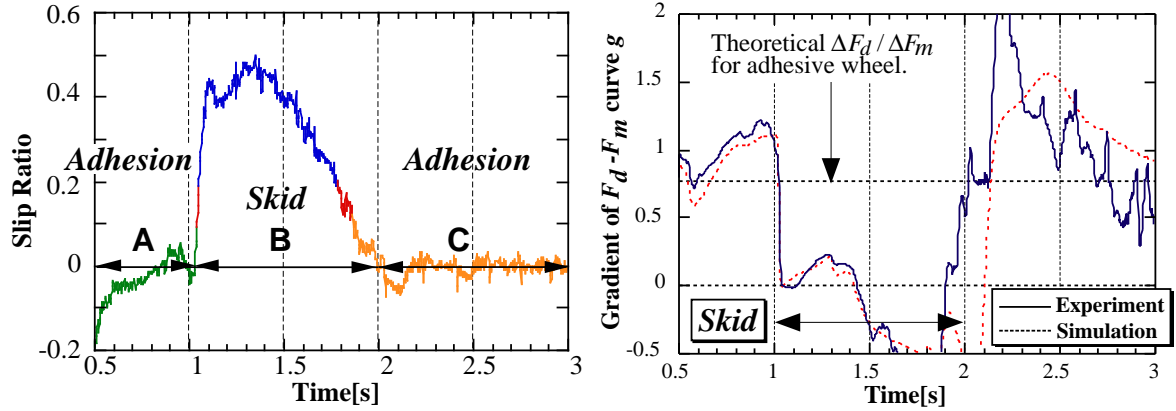 Slip Ratio
0.6
0.4
0.2
0
-0.2
Adhesion
Adhesion
Skid
A
B
C
0.5 1 1.5 2 2.5 3
Time[s]
Gradient of F_d -F_m curve g
2
1.5
1
0.5
0
-0.5
Theoretical ΔF_d / ΔF_m
for adhesive wheel.
Skid
Experiment
Simulation
0.5 1 1.5 2 2.5 3
Time[s]